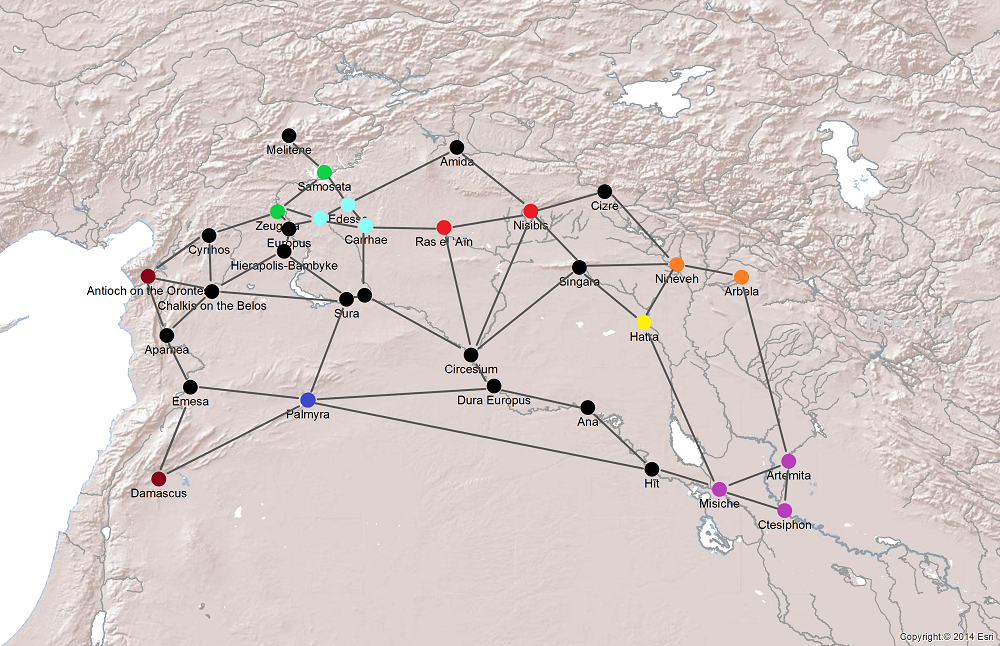 Melitene
Amida
Samosata
Cizre
Zeugma
Edessa
Nisibis
Carrhae
Ras el 'Aïn
Europus
Cyrrhos
Hierapolis-Bambyke
Singara
Nineveh
Antioch on the Orontes
Arbela
Chalkis on the Belos
Sura
Hatra
Apamea
Circesium
Emesa
Dura Europus
Palmyra
Ana
Artemita
Hit
Damascus
Misiche
Ctesiphon
Copyright:© 2014 Esri